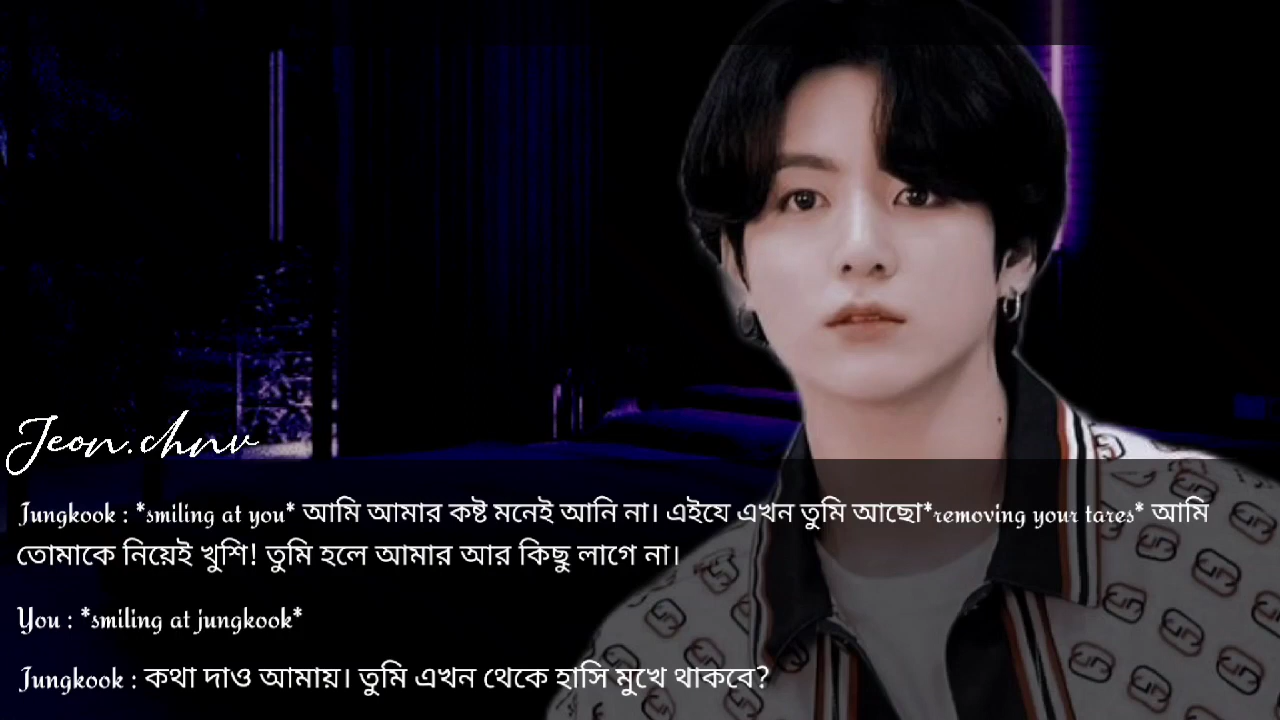 Jeon.chnv
Jungkook : *smiling at you* আমি আমার কষ্ট মনেই আনি না। এইযে এখন তুমি আছো*removing your tares* আমি
তোমাকে নিয়েই খুশি! তুমি হলে আমার আর কিছু লাগে না।
You : *smiling at jungkook*
Jungkook : কথা দাও আমায়। তুমি এখন থেকে হাসি মুখে থাকবে?